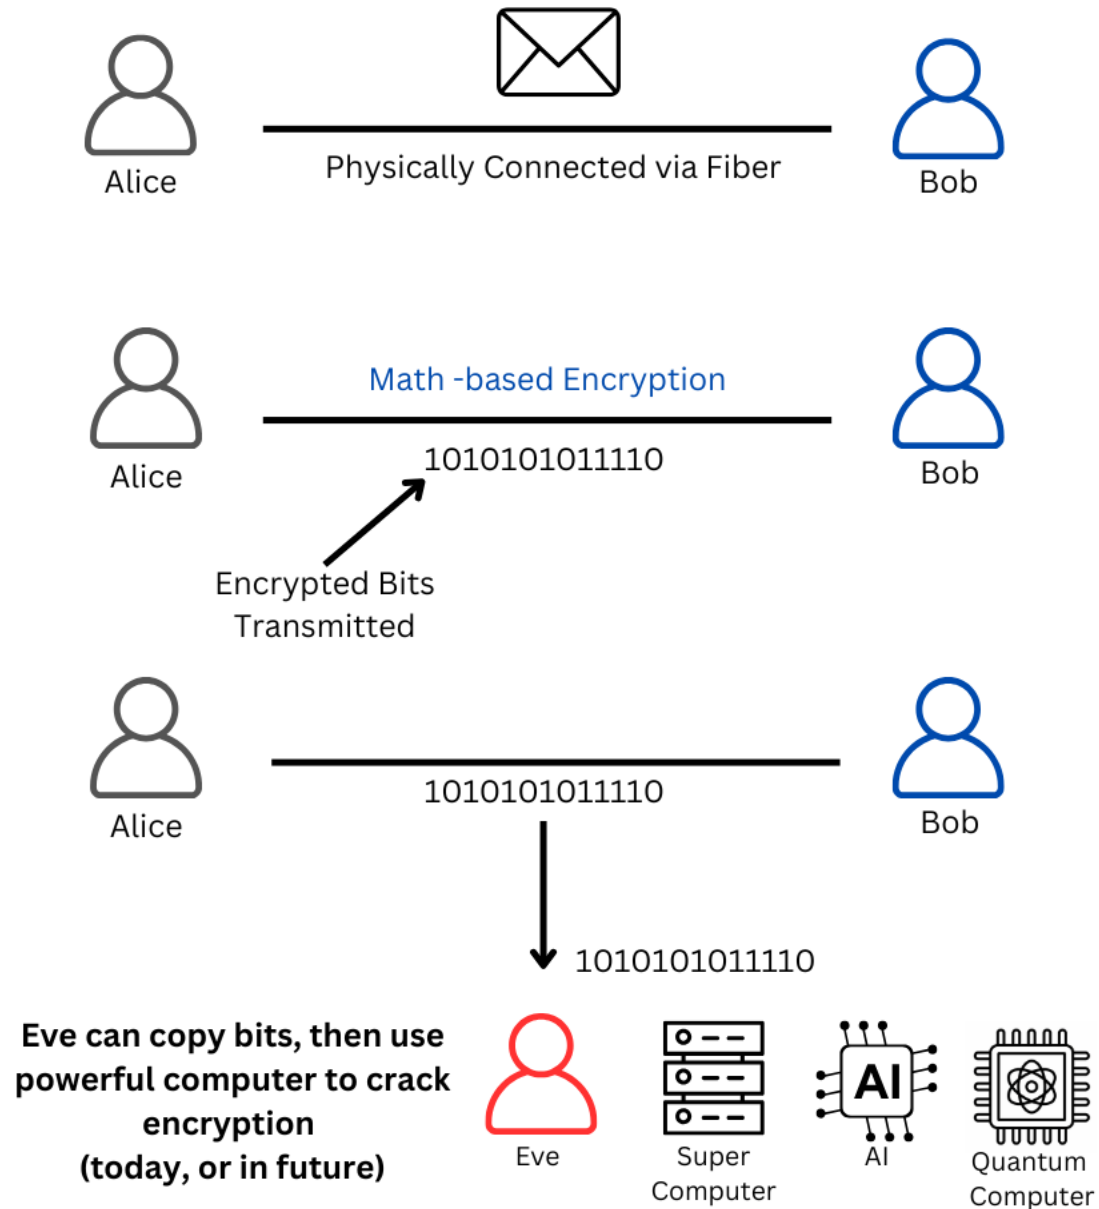 Alice
Physically Connected via Fiber
Bob
Math -based Encryption
Alice
1010101011110
Bob
Encrypted Bits
Transmitted
Alice
1010101011110
Bob
1010101011110
Eve can copy bits, then use
powerful computer to crack
encryption
(today, or in future)
Eve
Super
Computer
AI
AI
Quantum
Computer